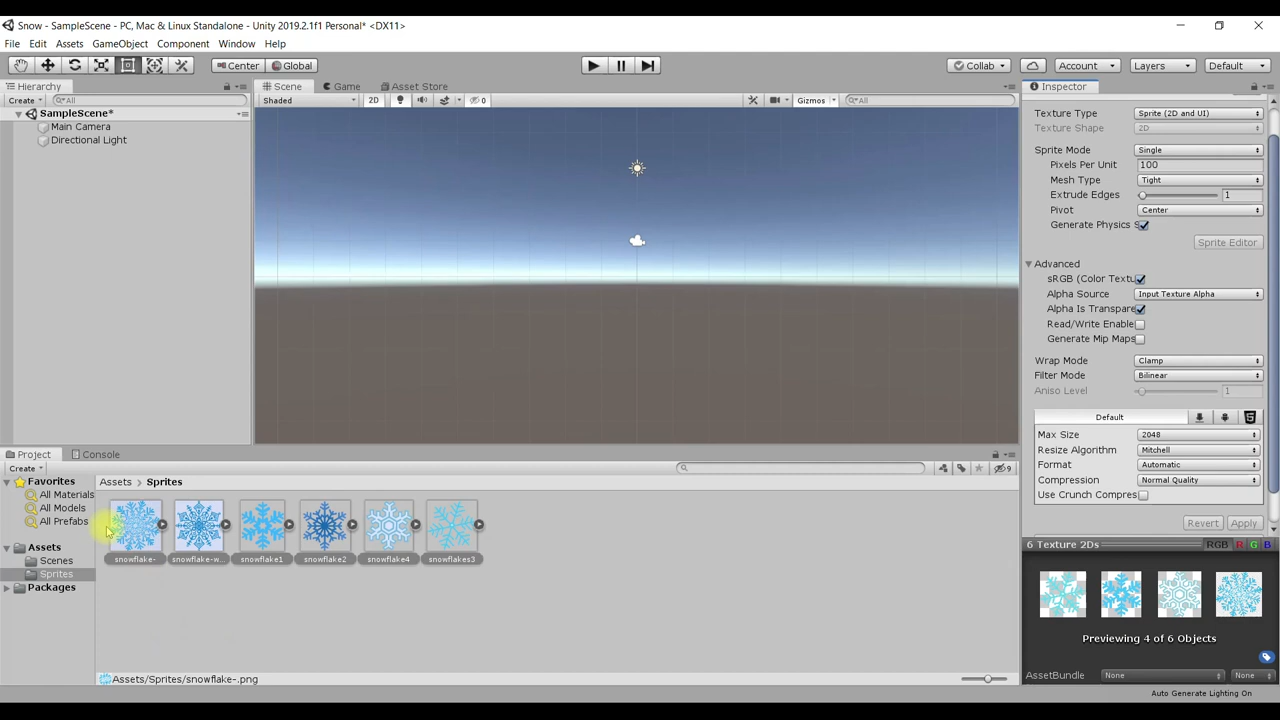 Snow - SampleScene - PC, Mac & Linux Standalone - Unity 2019.2.1f1 Personal* <DX11>
File Edit Assets GameObject Component Window Help
Center Global Collab Account Layers Default
Hierarchy Scene Game Asset Store Inspector
Create All Shaded 2D 0 Gizmos All
SampleScene*
Main Camera
Directional Light
Texture Type Sprite (2D and UI)
Texture Shape 2D
Sprite Mode Single
Pixels Per Unit 100
Mesh Type Tight
Extrude Edges 1
Pivot Center
Generate Physics S
Sprite Editor
Advanced
sRGB (Color Textu
Alpha Source Input Texture Alpha
Alpha Is Transpare
Read/Write Enable
Generate Mip Maps
Wrap Mode Clamp
Filter Mode Bilinear
Aniso Level 1
Default
Max Size 2048
Resize Algorithm Mitchell
Format Automatic
Compression Normal Quality
Use Crunch Compres
Revert Apply
Project Console
Create 9
Favorites
All Materials
All Models
All Prefabs
Assets
Scenes
Sprites
Packages
Assets Sprites
snowflake- snowflake-w... snowflake1 snowflake2 snowflake4 snowflakes3
Assets/Sprites/snowflake-.png
6 Texture 2Ds RGB R G B
Previewing 4 of 6 Objects
AssetBundle None None
Auto Generate Lighting On